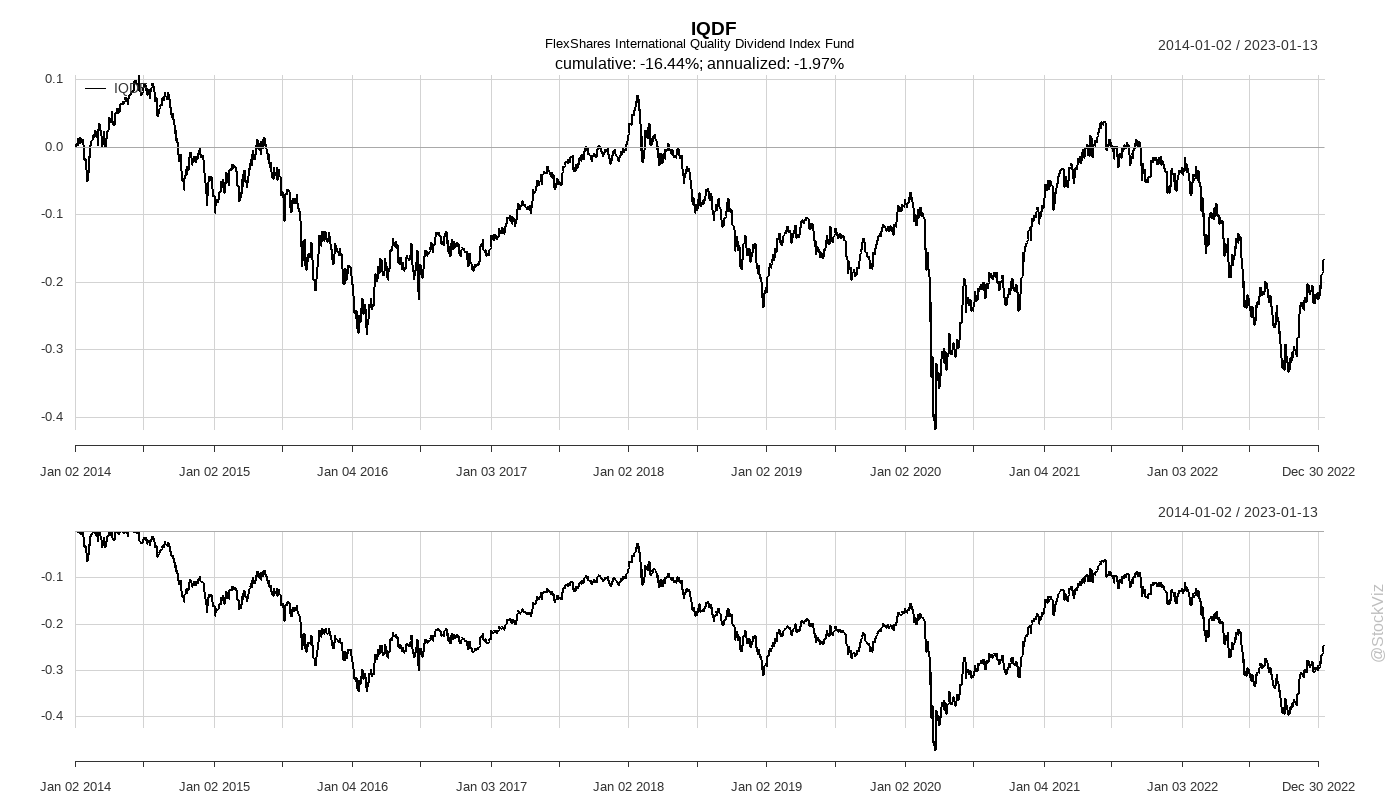 IQDF
FlexShares International Quality Dividend Index Fund
2014-01-02 / 2023-01-13
cumulative: -16.44%; annualized: -1.97%
IQDF
0.1
0.0
-0.1
-0.2
-0.3
-0.4
Jan 02 2014 Jan 02 2015 Jan 04 2016 Jan 03 2017 Jan 02 2018 Jan 02 2019 Jan 02 2020 Jan 04 2021 Jan 03 2022 Dec 30 2022
2014-01-02 / 2023-01-13
-0.1
-0.2
-0.3
-0.4
Jan 02 2014 Jan 02 2015 Jan 04 2016 Jan 03 2017 Jan 02 2018 Jan 02 2019 Jan 02 2020 Jan 04 2021 Jan 03 2022 Dec 30 2022
@StockViz